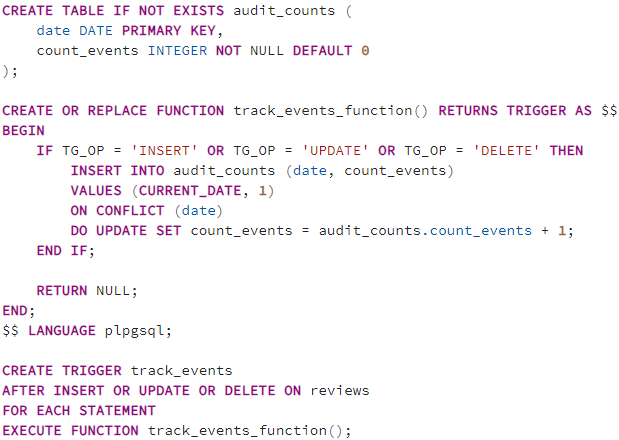 CREATE TABLE IF NOT EXISTS audit_counts (
    date DATE PRIMARY KEY,
    count_events INTEGER NOT NULL DEFAULT 0
);

CREATE OR REPLACE FUNCTION track_events_function() RETURNS TRIGGER AS $$
BEGIN
    IF TG_OP = 'INSERT' OR TG_OP = 'UPDATE' OR TG_OP = 'DELETE' THEN
        INSERT INTO audit_counts (date, count_events)
        VALUES (CURRENT_DATE, 1)
        ON CONFLICT (date)
        DO UPDATE SET count_events = audit_counts.count_events + 1;
    END IF;

    RETURN NULL;
END;
$$ LANGUAGE plpgsql;

CREATE TRIGGER track_events
AFTER INSERT OR UPDATE OR DELETE ON reviews
FOR EACH STATEMENT
EXECUTE FUNCTION track_events_function();